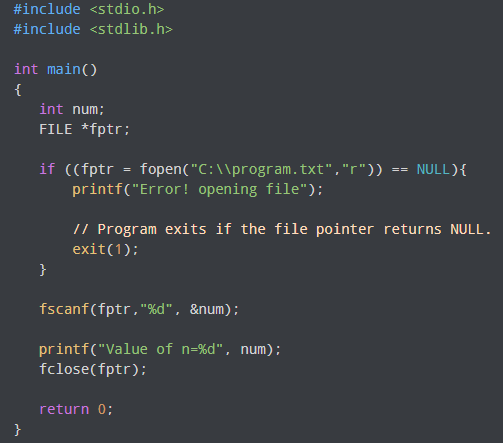 #include <stdio.h>
#include <stdlib.h>
int main()
{
int num;
FILE *fptr;
if ((fptr = fopen("C:\\program.txt","r")) == NULL){
printf("Error! opening file");
// Program exits if the file pointer returns NULL.
exit(1);
}
fscanf(fptr,"%d", &num);
printf("Value of n=%d", num);
fclose(fptr);
return 0;
}